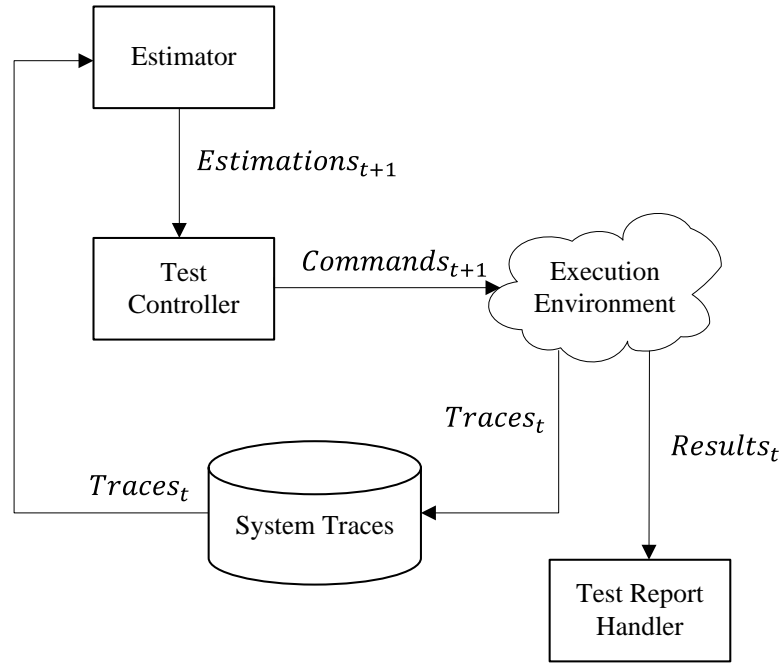 Estimator
Estimations_{t+1}
Test
Controller
Commands_{t+1}
Execution
Environment
Traces_t
Results_t
Traces_t
System Traces
Test Report
Handler